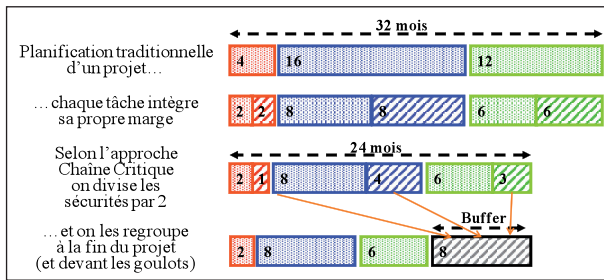 32 mois
Planification traditionnelle
d'un projet…
4
16
12
…chaque tâche intègre
sa propre marge
2
2
8
8
6
6
24 mois
Selon l'approche
Chaîne Critique
on divise les
sécurités par 2
2
1
8
4
6
3
Buffer
…et on les regroupe
à la fin du projet
(et devant les goulots)
2
8
6
8